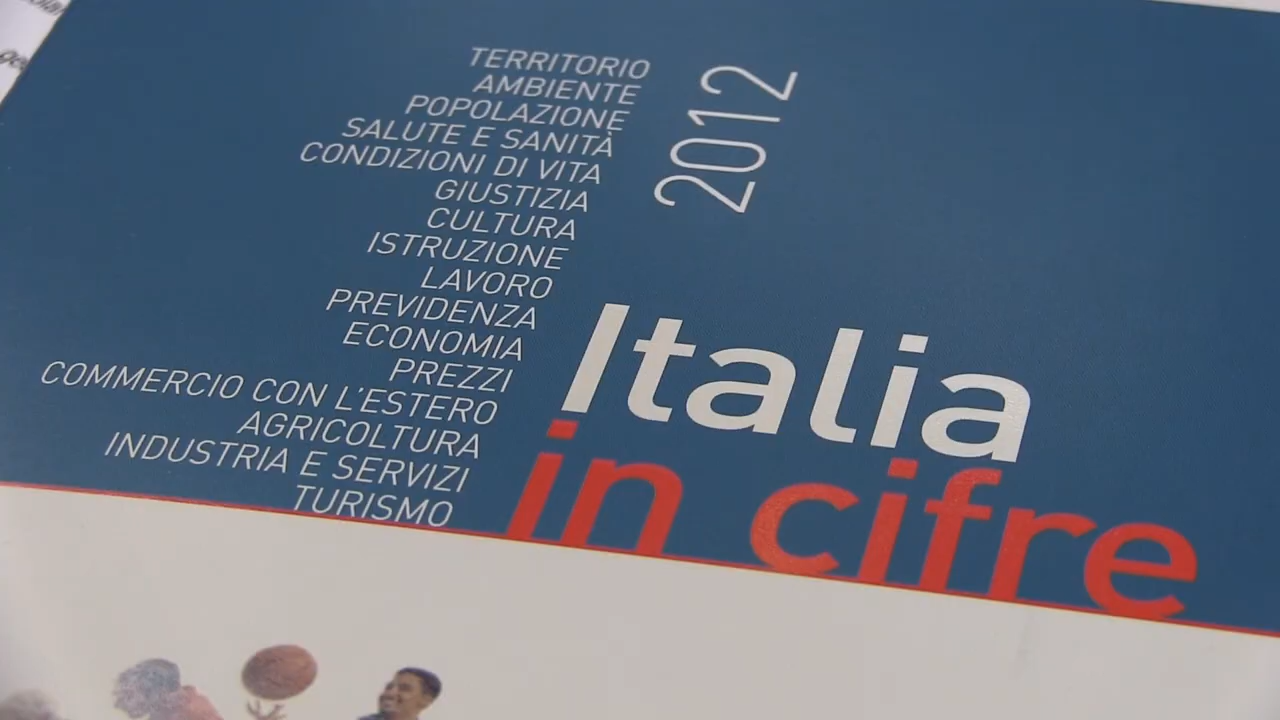 TERRITORIO
AMBIENTE
POPOLAZIONE
SALUTE E SANITÀ
CONDIZIONI DI VITA
GIUSTIZIA
CULTURA
ISTRUZIONE
LAVORO
PREVIDENZA
ECONOMIA
PREZZI
COMMERCIO CON L'ESTERO
AGRICOLTURA
INDUSTRIA E SERVIZI
TURISMO
2012
Italia
in cifre